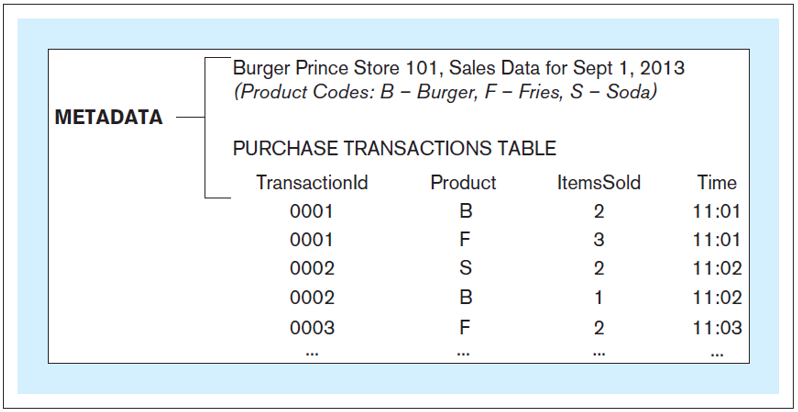 Burger Prince Store 101, Sales Data for Sept 1, 2013
(Product Codes: B – Burger, F – Fries, S – Soda)
METADATA
PURCHASE TRANSACTIONS TABLE
TransactionId Product ItemsSold Time
0001 B 2 11:01
0001 F 3 11:01
0002 S 2 11:02
0002 B 1 11:02
0003 F 2 11:03
... ... ... ...